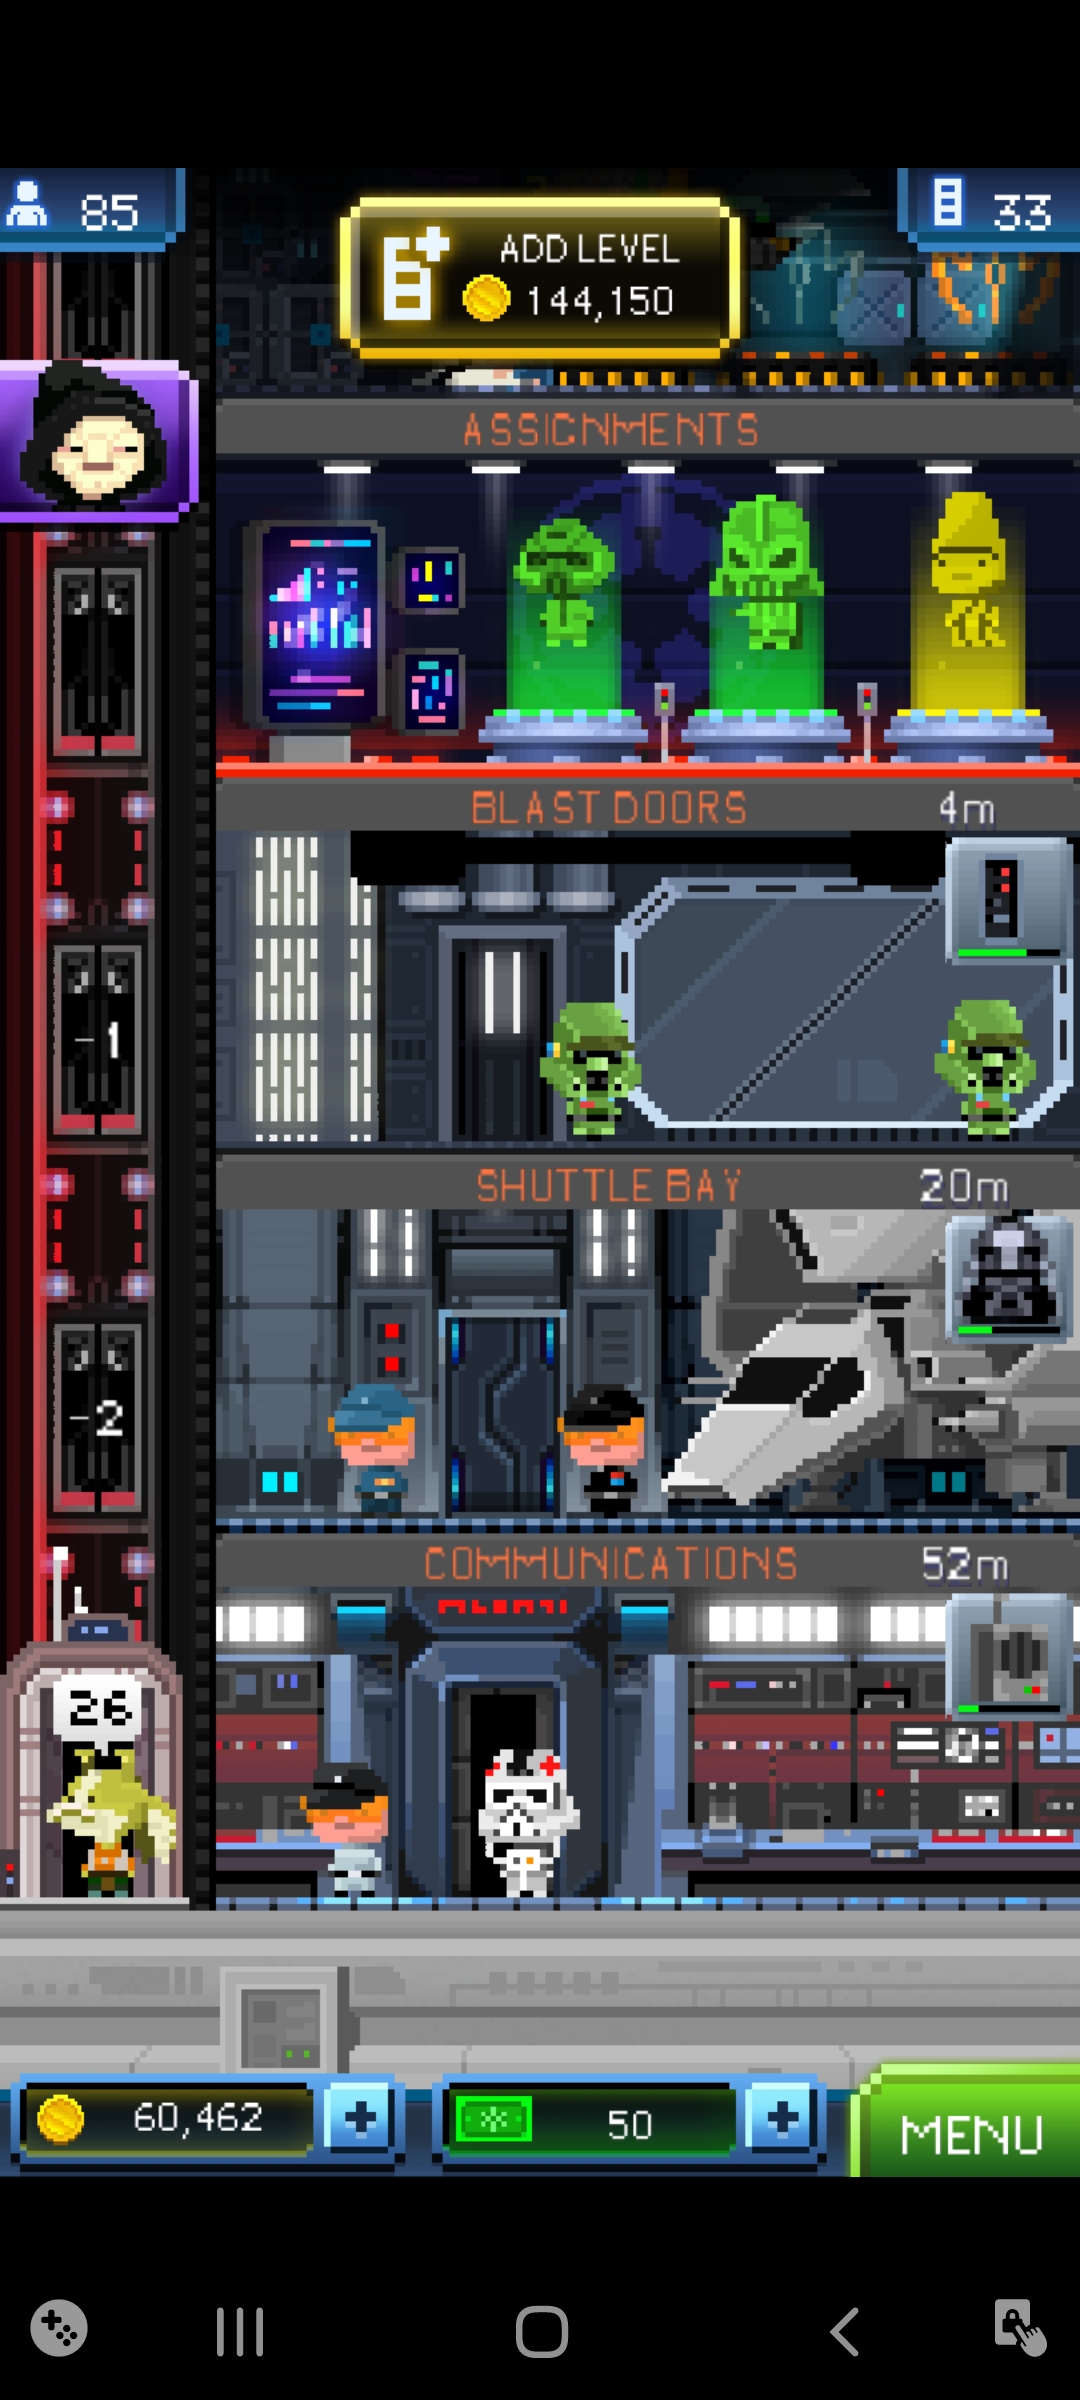 85
33
ADD LEVEL
144,150
ASSIGNMENTS
BLAST DOORS 4m
-1
SHUTTLE BAY 20m
-2
COMMUNICATIONS 52m
26
60,462
50
MENU